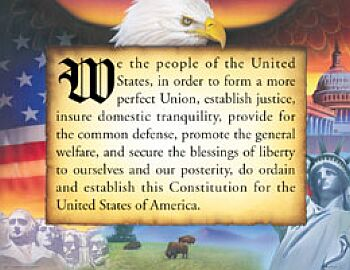 We the people of the United
States, in order to form a more
perfect Union, establish justice,
insure domestic tranquility, provide for
the common defense, promote the general
welfare, and secure the blessings of liberty
to ourselves and our posterity, do ordain
and establish this Constitution for the
United States of America.